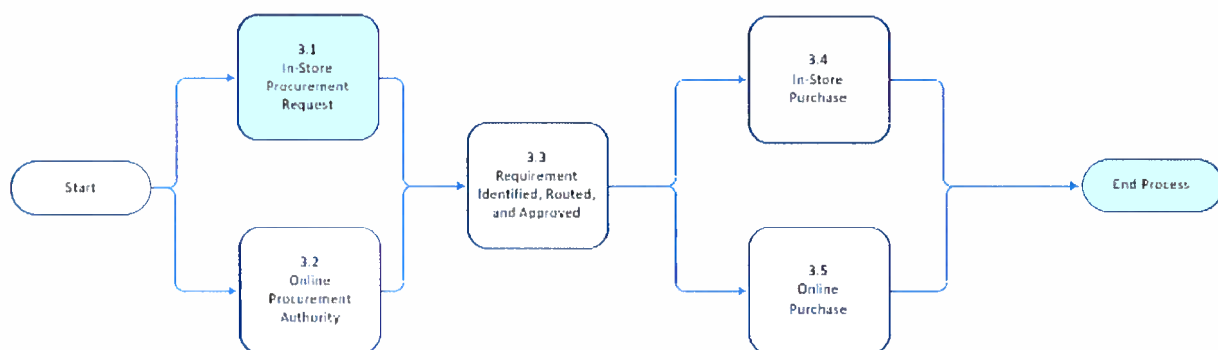 Start
3.1
In-Store
Procurement
Request
3.2
Online
Procurement
Authority
3.3
Requirement
Identified, Routed,
and Approved
3.4
In-Store
Purchase
3.5
Online
Purchase
End Process